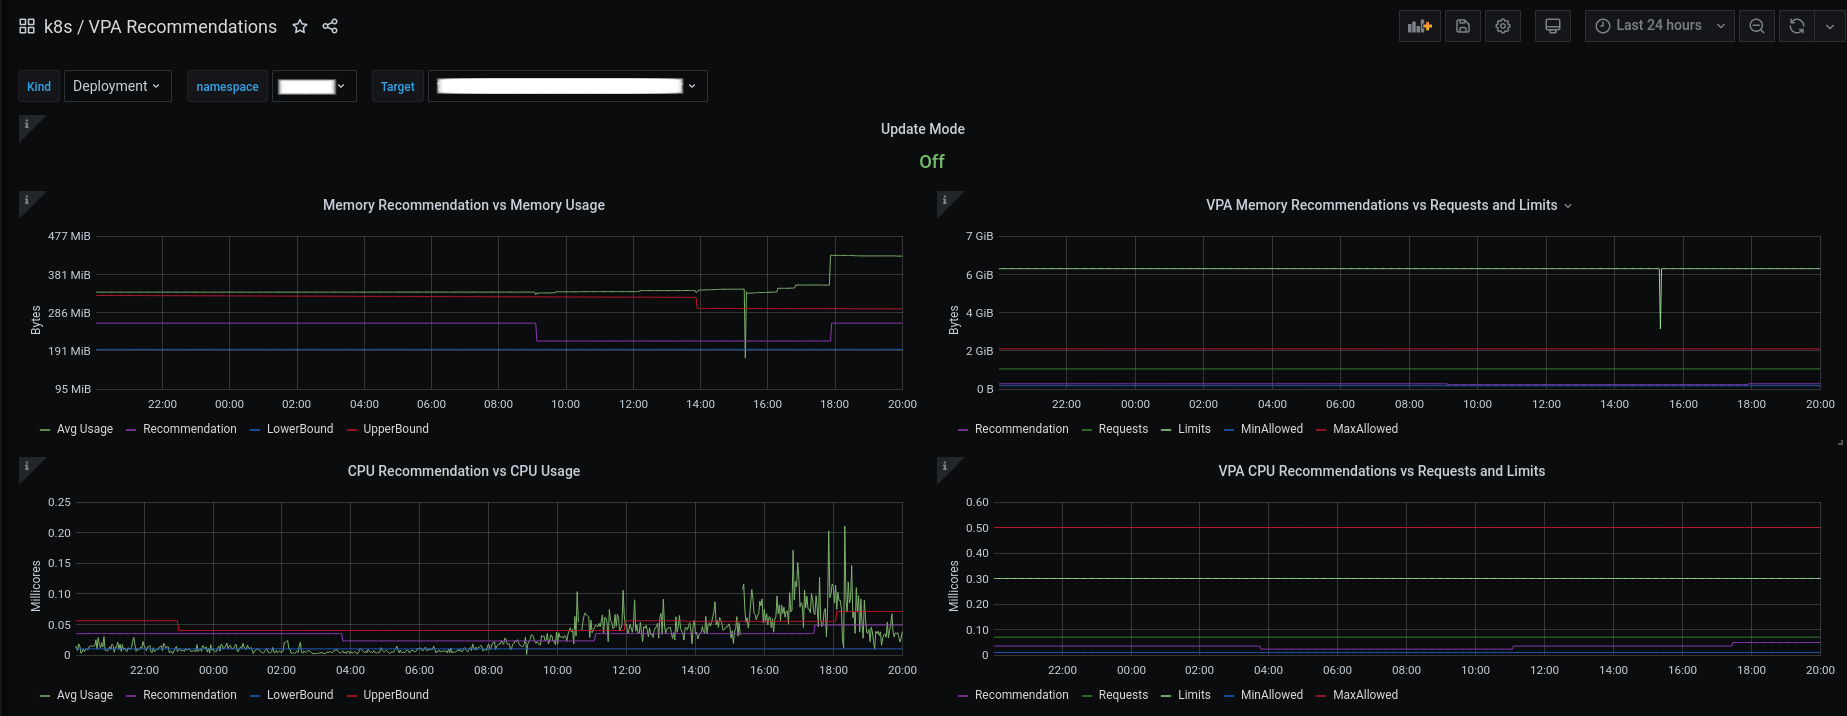 k8s / VPA Recommendations
Last 24 hours
Kind Deployment namespace Target
i
Update Mode
Off
i
Memory Recommendation vs Memory Usage
477 MiB
381 MiB
286 MiB
191 MiB
95 MiB
Bytes
22:00 00:00 02:00 04:00 06:00 08:00 10:00 12:00 14:00 16:00 18:00 20:00
Avg Usage Recommendation LowerBound UpperBound
i
VPA Memory Recommendations vs Requests and Limits
7 GiB
6 GiB
4 GiB
2 GiB
0 B
Bytes
22:00 00:00 02:00 04:00 06:00 08:00 10:00 12:00 14:00 16:00 18:00 20:00
Recommendation Requests Limits MinAllowed MaxAllowed
i
CPU Recommendation vs CPU Usage
0.25
0.20
0.15
0.10
0.05
0
Millicores
22:00 00:00 02:00 04:00 06:00 08:00 10:00 12:00 14:00 16:00 18:00 20:00
Avg Usage Recommendation LowerBound UpperBound
i
VPA CPU Recommendations vs Requests and Limits
0.60
0.50
0.40
0.30
0.20
0.10
0
Millicores
22:00 00:00 02:00 04:00 06:00 08:00 10:00 12:00 14:00 16:00 18:00 20:00
Recommendation Requests Limits MinAllowed MaxAllowed